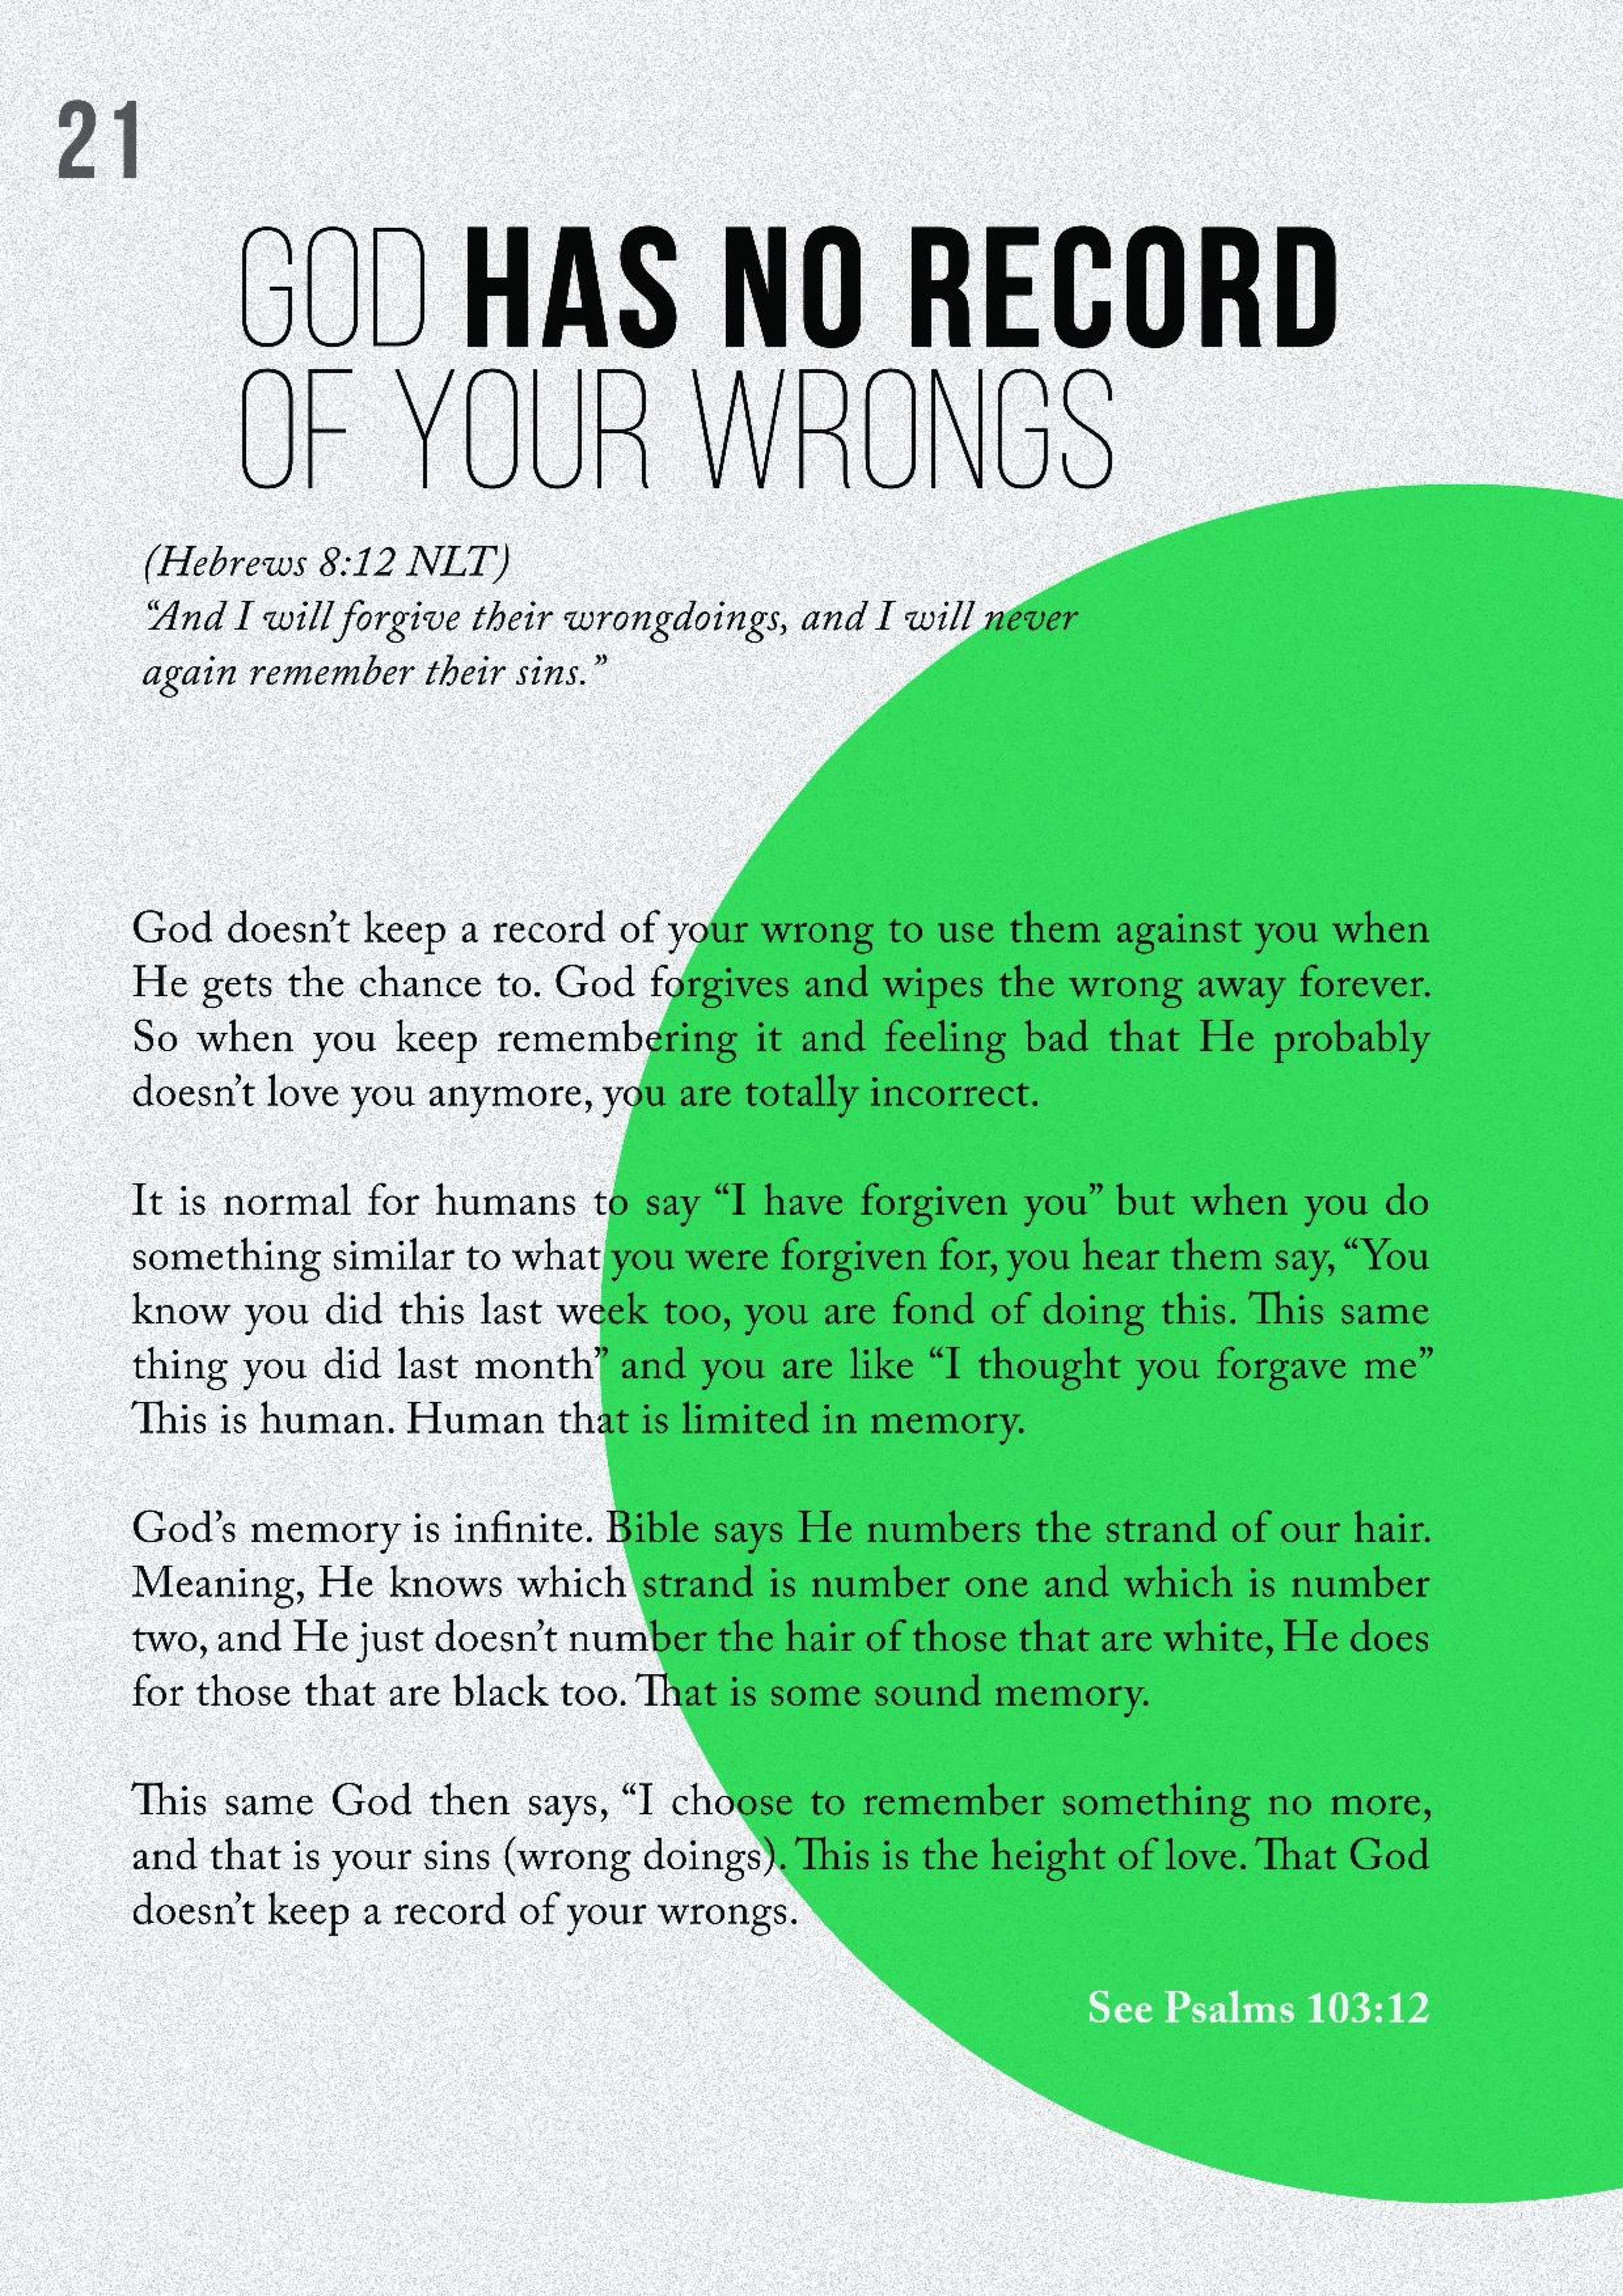 21
GOD HAS NO RECORD
OF YOUR WRONGS
(Hebrews 8:12 NLT)
“And I will forgive their wrongdoings, and I will never
again remember their sins.”
God doesn’t keep a record of your wrong to use them against you when
He gets the chance to. God forgives and wipes the wrong away forever.
So when you keep remembering it and feeling bad that He probably
doesn’t love you anymore, you are totally incorrect.
It is normal for humans to say “I have forgiven you” but when you do
something similar to what you were forgiven for, you hear them say, “You
know you did this last week too, you are fond of doing this. This same
thing you did last month” and you are like “I thought you forgave me”
This is human. Human that is limited in memory.
God’s memory is infinite. Bible says He numbers the strand of our hair.
Meaning, He knows which strand is number one and which is number
two, and He just doesn’t number the hair of those that are white, He does
for those that are black too. That is some sound memory.
This same God then says, “I choose to remember something no more,
and that is your sins (wrong doings). This is the height of love. That God
doesn’t keep a record of your wrongs.
See Psalms 103:12